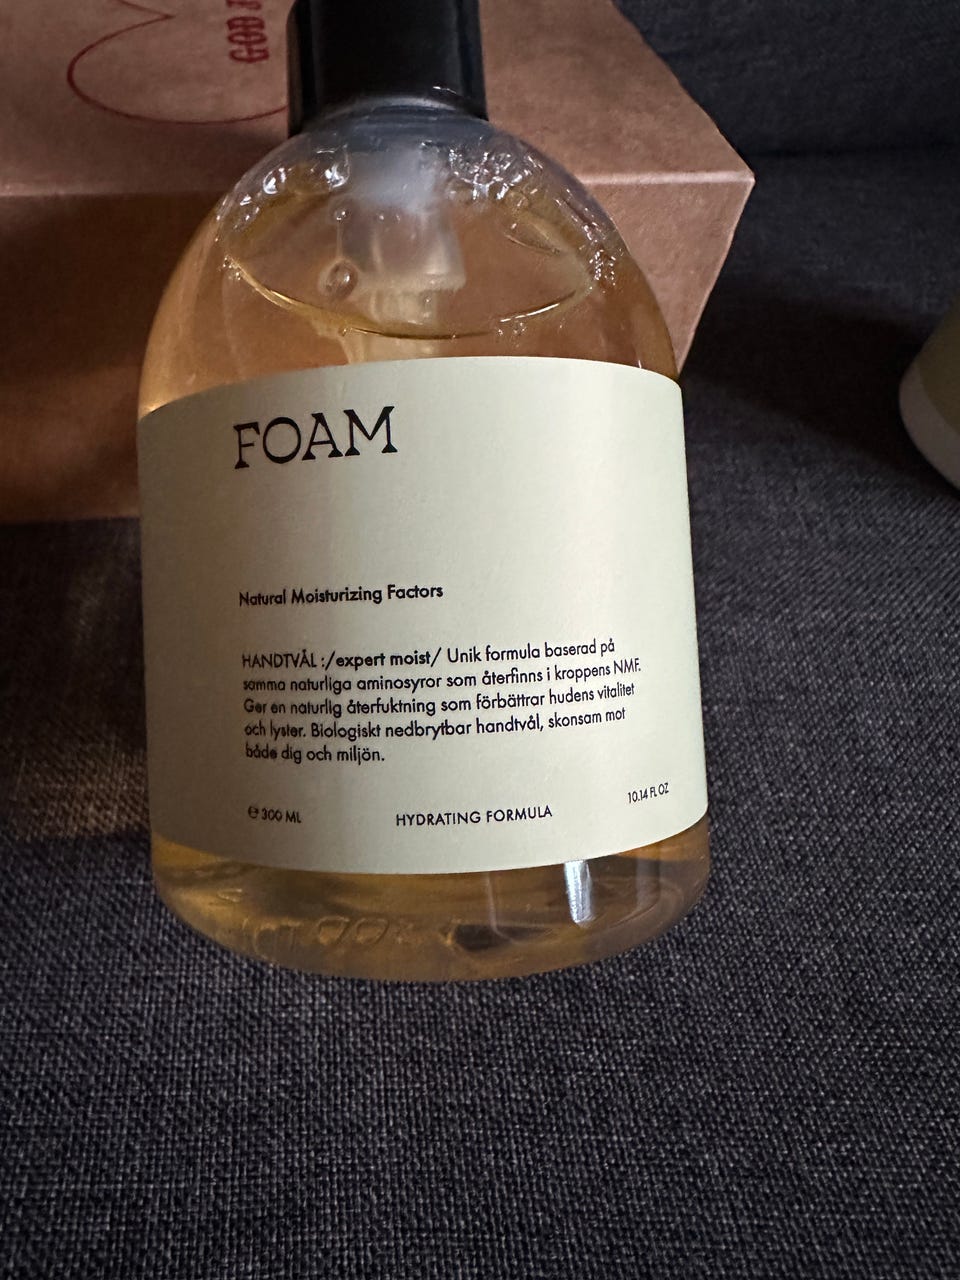 GOD J
FOAM
Natural Moisturizing Factors
HANDTVÅL :/expert moist/ Unik formula baserad på
samma naturliga aminosyror som återfinns i kroppens NMF.
Ger en naturlig återfuktning som förbättrar hudens vitalitet
och lyster. Biologiskt nedbrytbar handtvål, skonsam mot
både dig och miljön.
℮ 300 ML
HYDRATING FORMULA
10.14 FL OZ